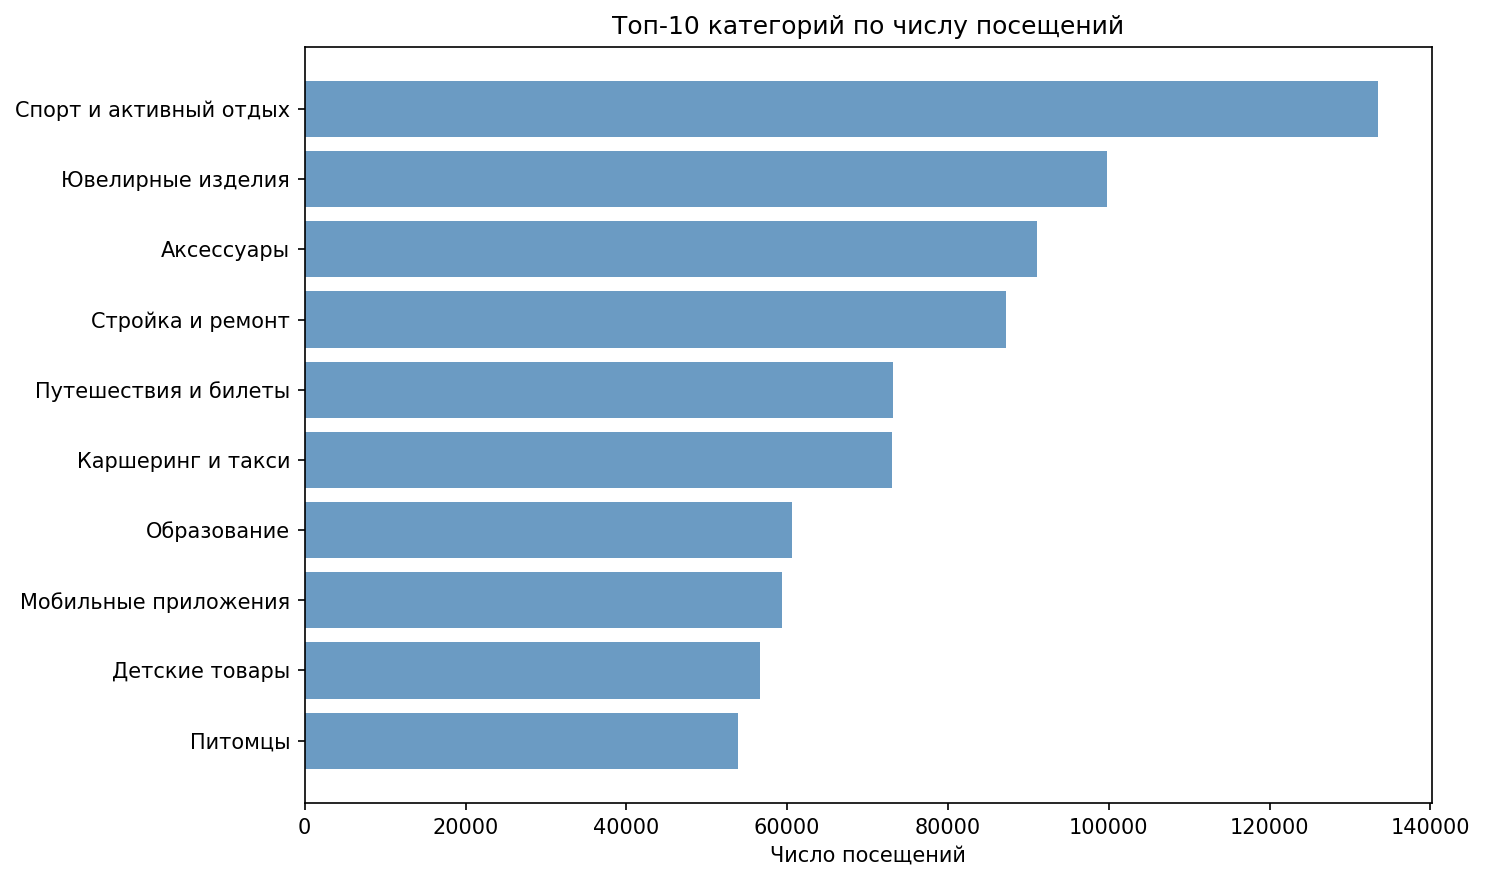 Топ-10 категорий по числу посещений
Спорт и активный отдых
Ювелирные изделия
Аксессуары
Стройка и ремонт
Путешествия и билеты
Каршеринг и такси
Образование
Мобильные приложения
Детские товары
Питомцы
0 20000 40000 60000 80000 100000 120000 140000
Число посещений